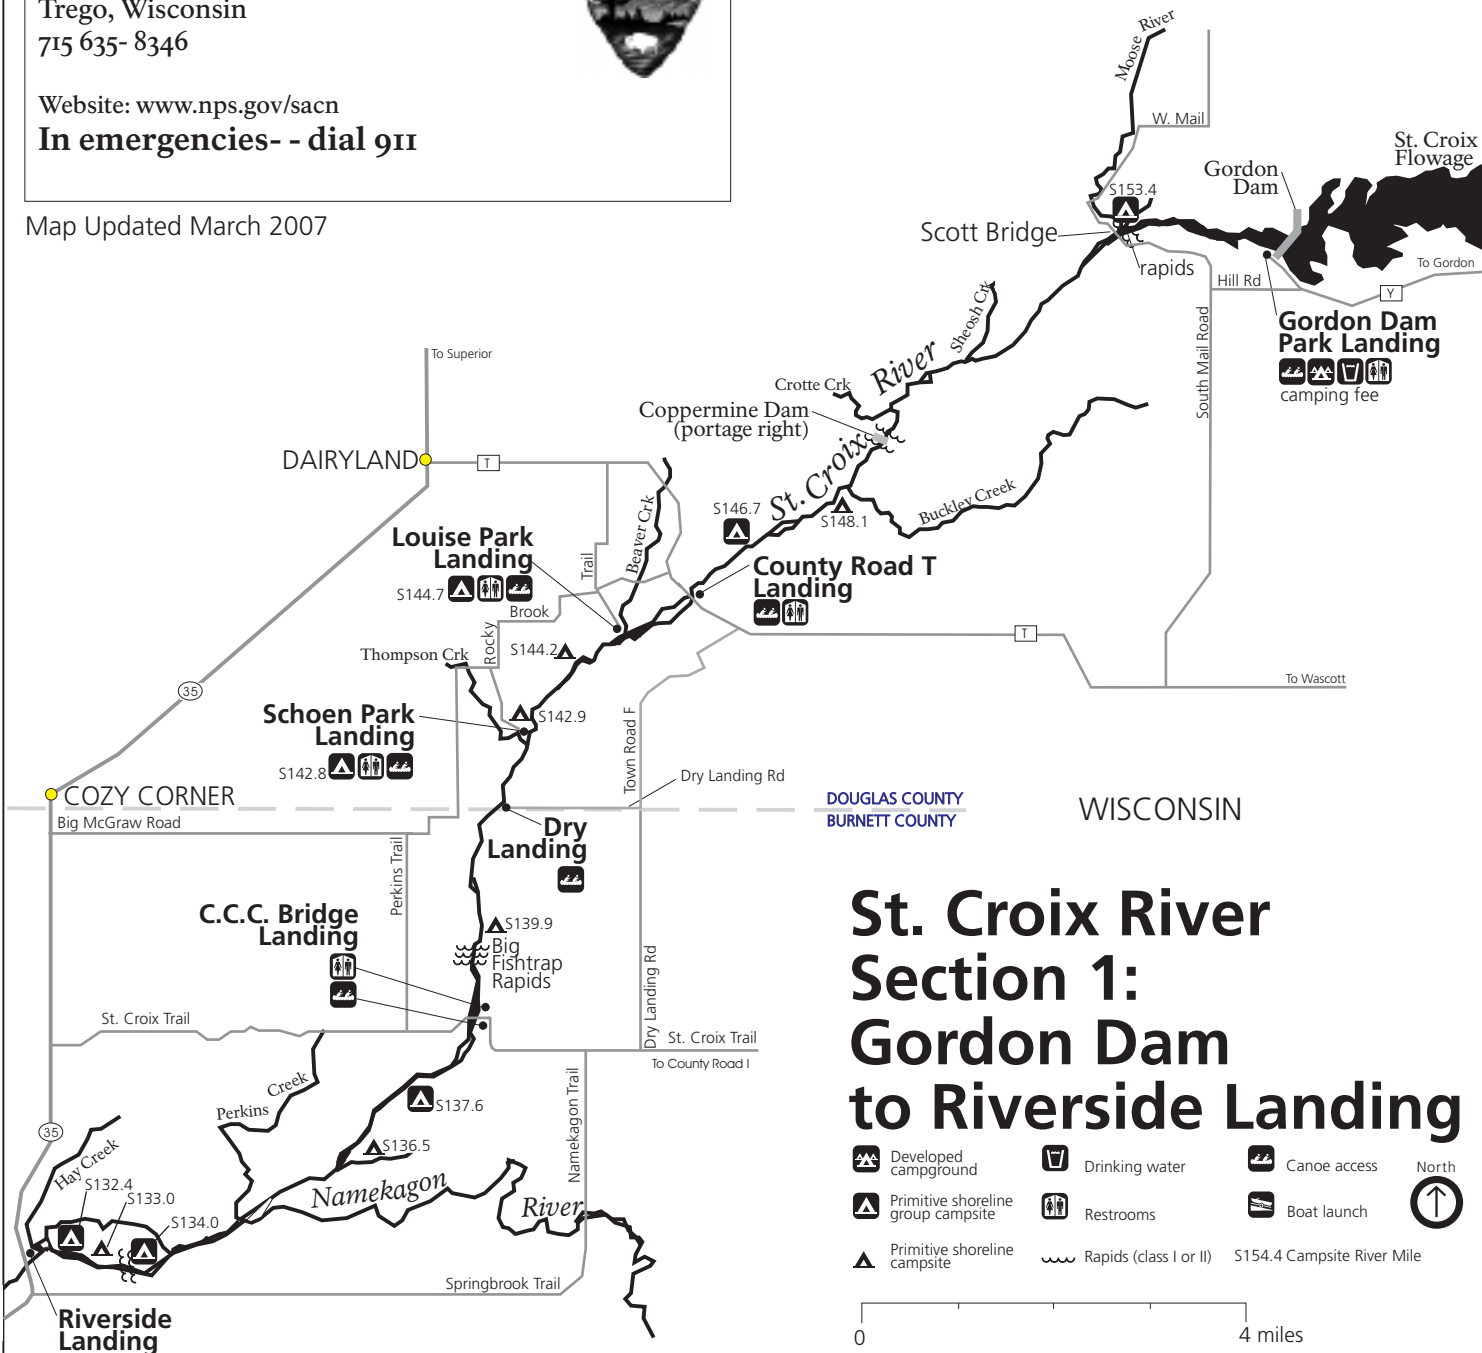 Trego, Wisconsin
715 635- 8346
Website: www.nps.gov/sacn
In emergencies- - dial 911
Map Updated March 2007
Moose River
W. Mail
St. Croix
Flowage
Gordon
Dam
S153.4
Scott Bridge
rapids
To Gordon
Hill Rd
Y
Gordon Dam
Park Landing
camping fee
South Mail Road
Sheosh Crk
St. Croix River
Crotte Crk
Coppermine Dam
(portage right)
To Superior
DAIRYLAND
T
Buckley Creek
S146.7
S148.1
Beaver Crk
Louise Park
Landing
S144.7
Trail
Brook
Rocky
County Road T
Landing
T
To Wascott
Thompson Crk
S144.2
35
Schoen Park
Landing
S142.8
S142.9
Town Road F
Dry Landing Rd
COZY CORNER
Big McGraw Road
DOUGLAS COUNTY
BURNETT COUNTY
WISCONSIN
Dry
Landing
Perkins Trail
C.C.C. Bridge
Landing
S139.9
Big
Fishtrap
Rapids
Dry Landing Rd
St. Croix Trail
St. Croix Trail
To County Road I
Namekagon Trail
Perkins Creek
S137.6
S136.5
35
Hay Creek
S132.4
S133.0
S134.0
Namekagon River
Springbrook Trail
Riverside
Landing
St. Croix River
Section 1:
Gordon Dam
to Riverside Landing
Developed
campground
Drinking water
Canoe access
North
Primitive shoreline
group campsite
Restrooms
Boat launch
Primitive shoreline
campsite
Rapids (class I or II)
S154.4 Campsite River Mile
0
4 miles